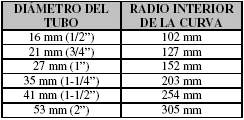 DIÁMETRO DEL TUBO RADIO INTERIOR DE LA CURVA
16 mm (1/2”) 102 mm
21 mm (3/4”) 127 mm
27 mm (1”) 152 mm
35 mm (1-1/4”) 203 mm
41 mm (1-1/2”) 254 mm
53 mm (2”) 305 mm